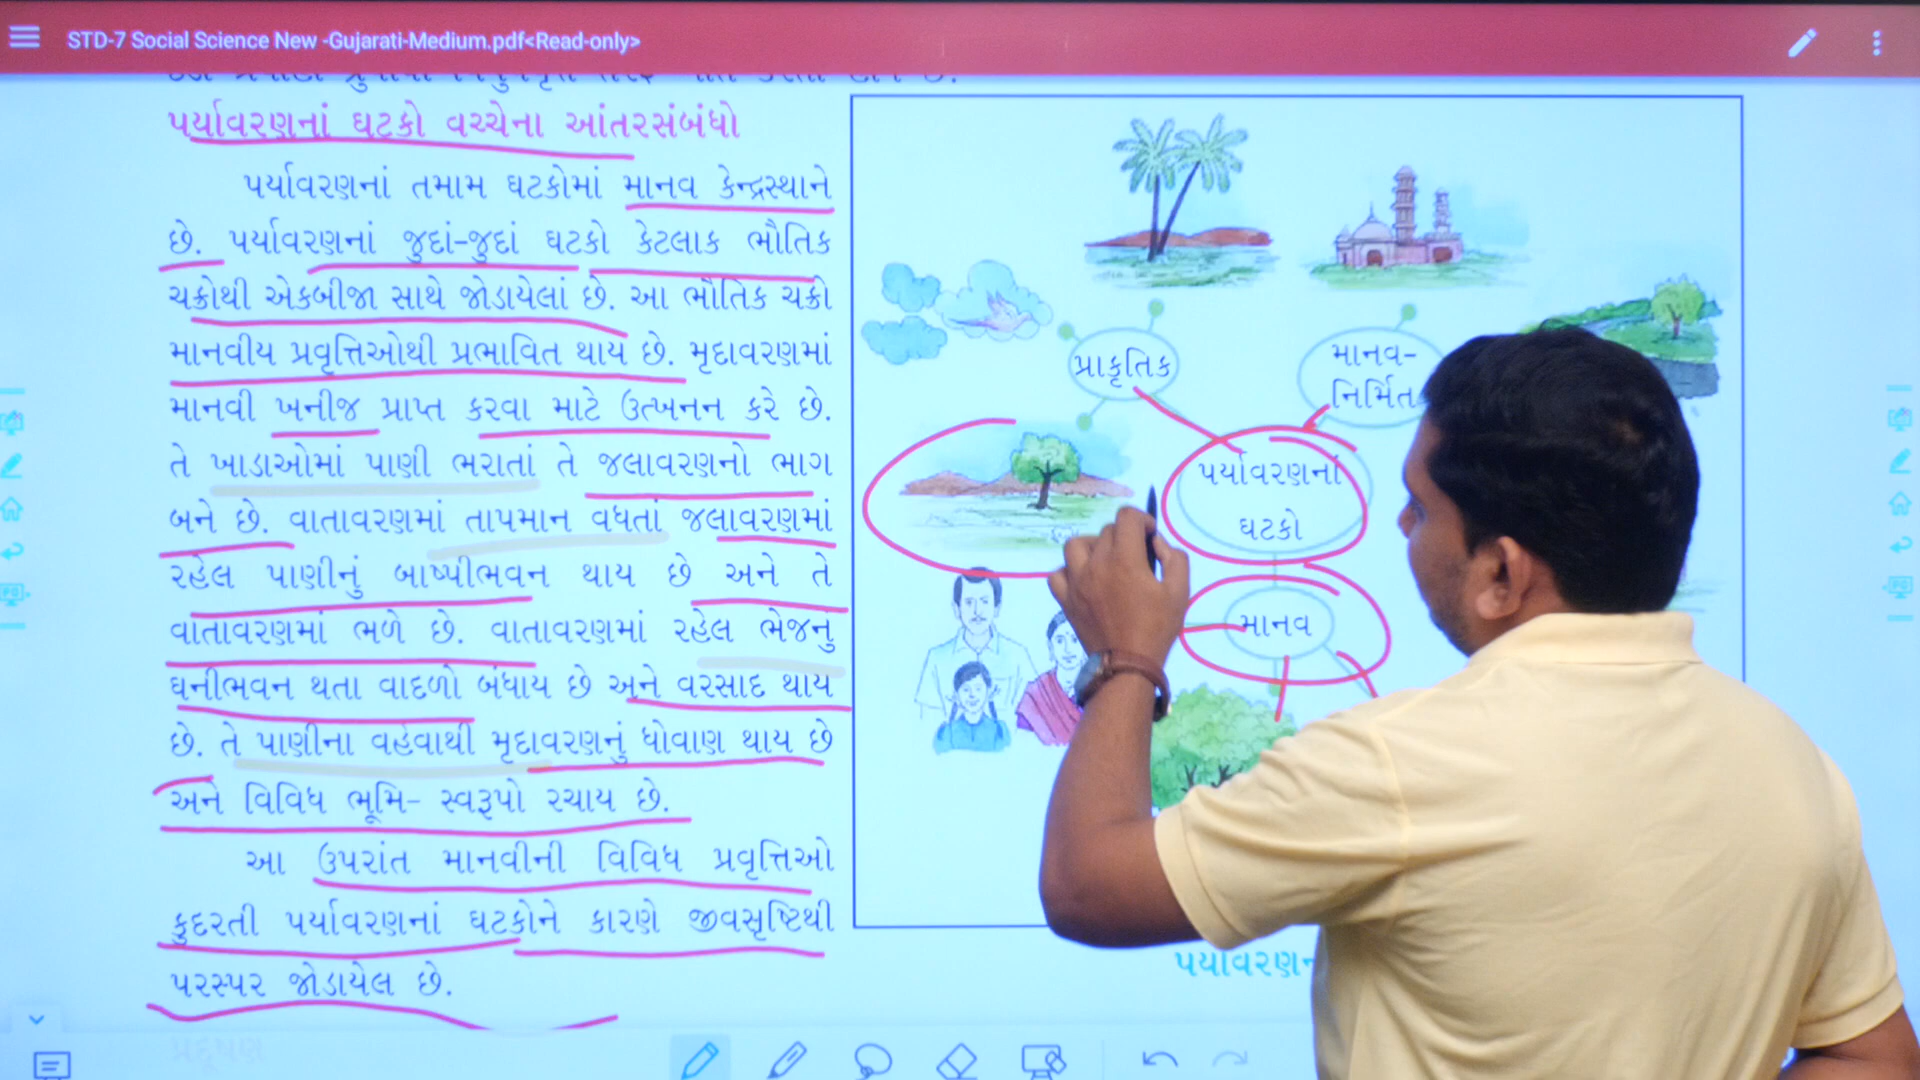 STD-7 Social Science New -Gujarati-Medium.pdf<Read-only>
પર્યાવરણનાં ઘટકો વચ્ચેના આંતરસંબંધો
પર્યાવરણનાં તમામ ઘટકોમાં માનવ કેન્દ્રસ્થાને
છે. પર્યાવરણનાં જુદાં-જુદાં ઘટકો કેટલાક ભૌતિક
ચક્રોથી એકબીજા સાથે જોડાયેલાં છે. આ ભૌતિક ચક્રો
માનવીય પ્રવૃત્તિઓથી પ્રભાવિત થાય છે. મૃદાવરણમાં
માનવી ખનીજ પ્રાપ્ત કરવા માટે ઉત્ખનન કરે છે.
તે ખાડાઓમાં પાણી ભરાતાં તે જલાવરણનો ભાગ
બને છે. વાતાવરણમાં તાપમાન વધતાં જલાવરણમાં
રહેલ પાણીનું બાષ્પીભવન થાય છે અને તે
વાતાવરણમાં ભળે છે. વાતાવરણમાં રહેલ ભેજનું
ઘનીભવન થતા વાદળો બંધાય છે અને વરસાદ થાય
છે. તે પાણીના વહેવાથી મૃદાવરણનું ધોવાણ થાય છે
અને વિવિધ ભૂમિ- સ્વરૂપો રચાય છે.
આ ઉપરાંત માનવીની વિવિધ પ્રવૃત્તિઓ
કુદરતી પર્યાવરણનાં ઘટકોને કારણે જીવસૃષ્ટિથી
પરસ્પર જોડાયેલ છે.
પ્રદૂષણ
પ્રાકૃતિક
માનવ-
નિર્મિત
પર્યાવરણનાં
ઘટકો
માનવ